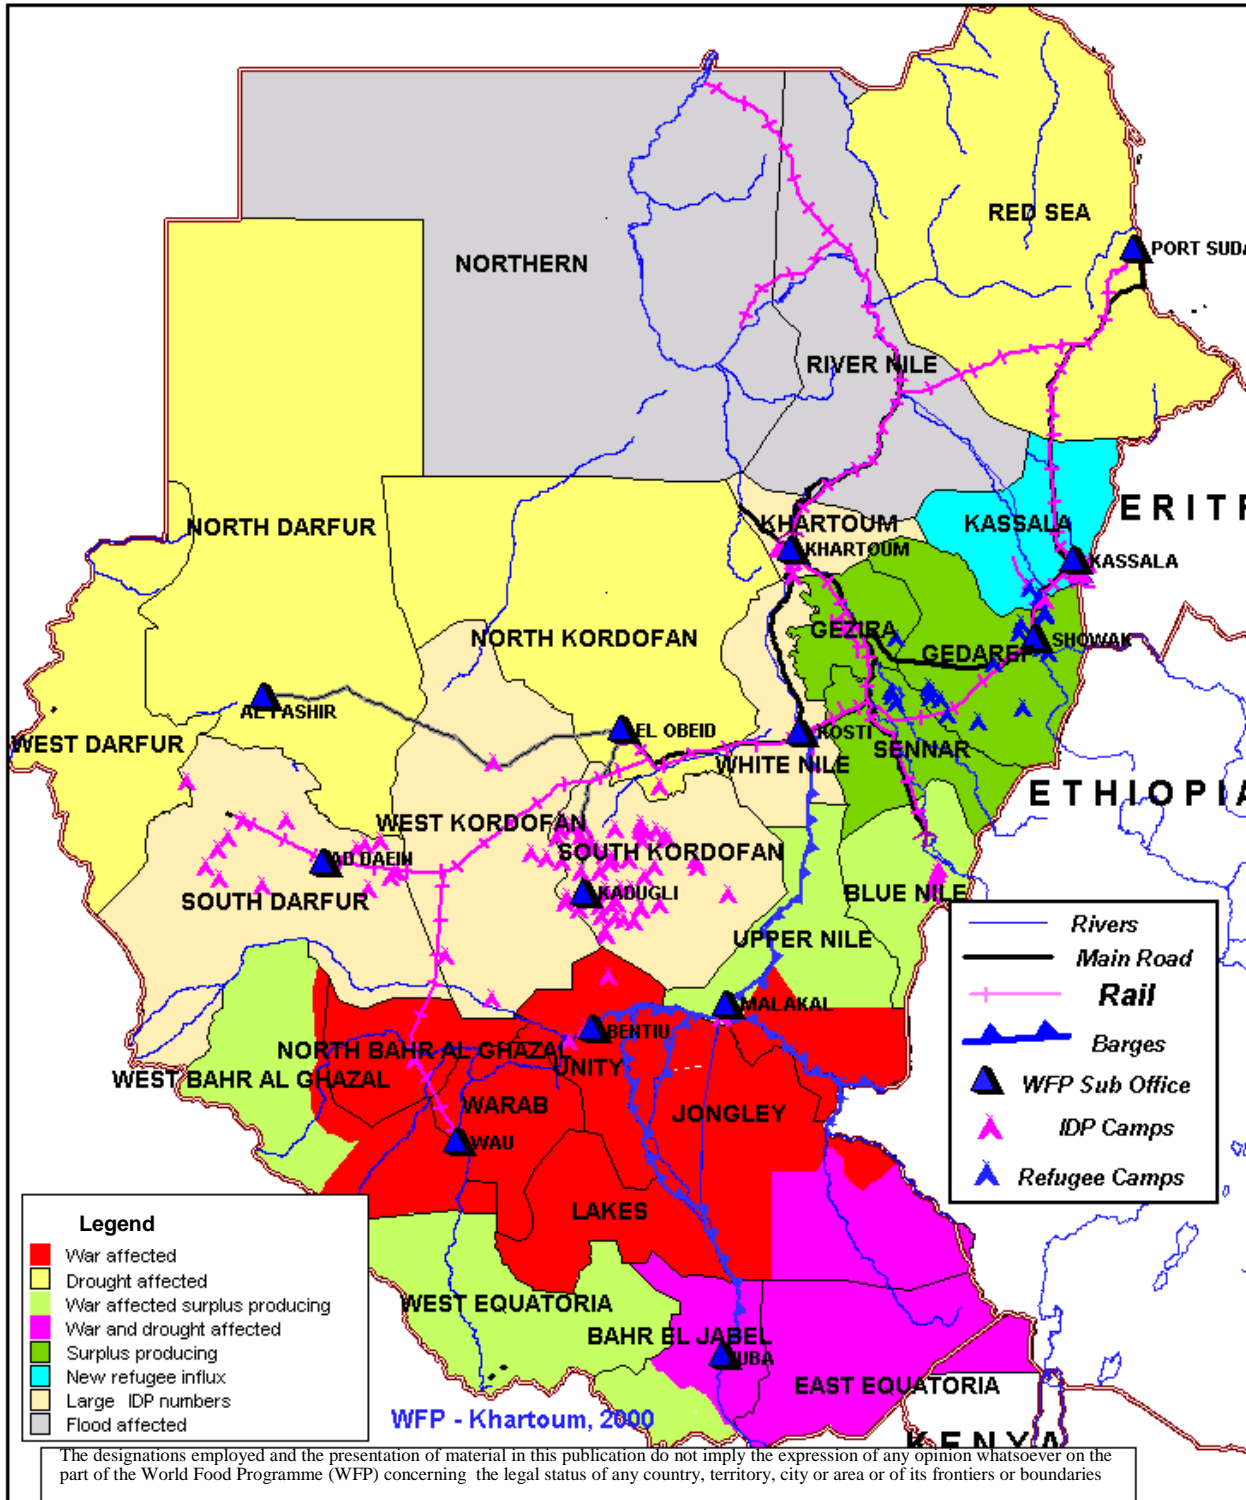 RED SEA
PORT SUDA
NORTHERN
RIVER NILE
ERITR
NORTH DARFUR
KHARTOUM
KASSALA
KHARTOUM
KASSALA
NORTH KORDOFAN
GEZIRA
GEDAREF
SHOWAK
AL FASHIR
EL OBEID
KOSTI
WEST DARFUR
WHITE NILE
SENNAR
ETHIOPIA
WEST KORDOFAN
SOUTH KORDOFAN
AD DAEIN
SOUTH DARFUR
KADUGLI
BLUE NILE
UPPER NILE
MALAKAL
BENTIU
NORTH BAHR AL GHAZAL
UNITY
WEST BAHR AL GHAZAL
WARAB
JONGLEY
WAU
LAKES
WEST EQUATORIA
BAHR EL JABEL
JUBA
EAST EQUATORIA
KENYA
Rivers
Main Road
Rail
Barges
WFP Sub Office
IDP Camps
Refugee Camps
Legend
War affected
Drought affected
War affected surplus producing
War and drought affected
Surplus producing
New refugee influx
Large IDP numbers
Flood affected
WFP - Khartoum, 2000
The designations employed and the presentation of material in this publication do not imply the expression of any opinion whatsoever on the
part of the World Food Programme (WFP) concerning the legal status of any country, territory, city or area or of its frontiers or boundaries